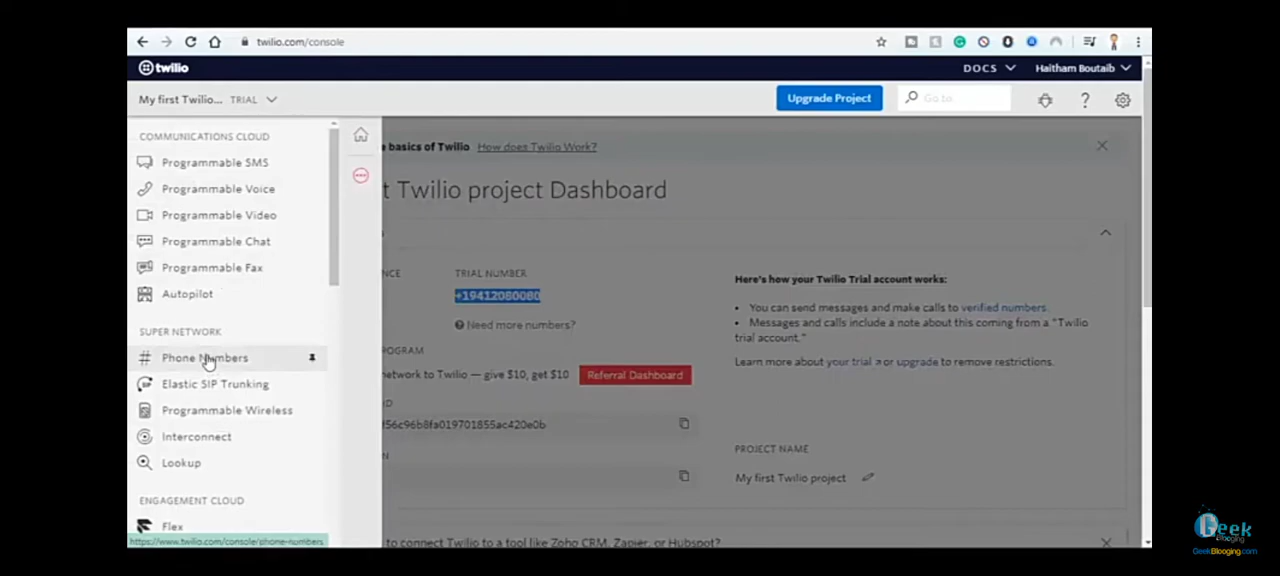 twilio.com/console
twilio
DOCS
Haitham Boutaib
My first Twilio... TRIAL
Upgrade Project
Go to
COMMUNICATIONS CLOUD
Programmable SMS
Programmable Voice
Programmable Video
Programmable Chat
Programmable Fax
Autopilot
SUPER NETWORK
Phone Numbers
Elastic SIP Trunking
Programmable Wireless
Interconnect
Lookup
ENGAGEMENT CLOUD
Flex
https://www.twilio.com/console/phone-numbers
e basics of Twilio How does Twilio Work?
t Twilio project Dashboard
NCE
TRIAL NUMBER
+19412080080
Need more numbers?
ROGRAM
network to Twilio — give $10, get $10 Referral Dashboard
D
f56c96b8fa019701855ac420e0b
N
Here's how your Twilio Trial account works:
• You can send messages and make calls to verified numbers.
• Messages and calls include a note about this coming from a "Twilio
trial account."
Learn more about your trial or upgrade to remove restrictions.
PROJECT NAME
My first Twilio project
to connect Twilio to a tool like Zoho CRM, Zapier, or Hubspot?
Geek
Blooging
GeekBlooging.com